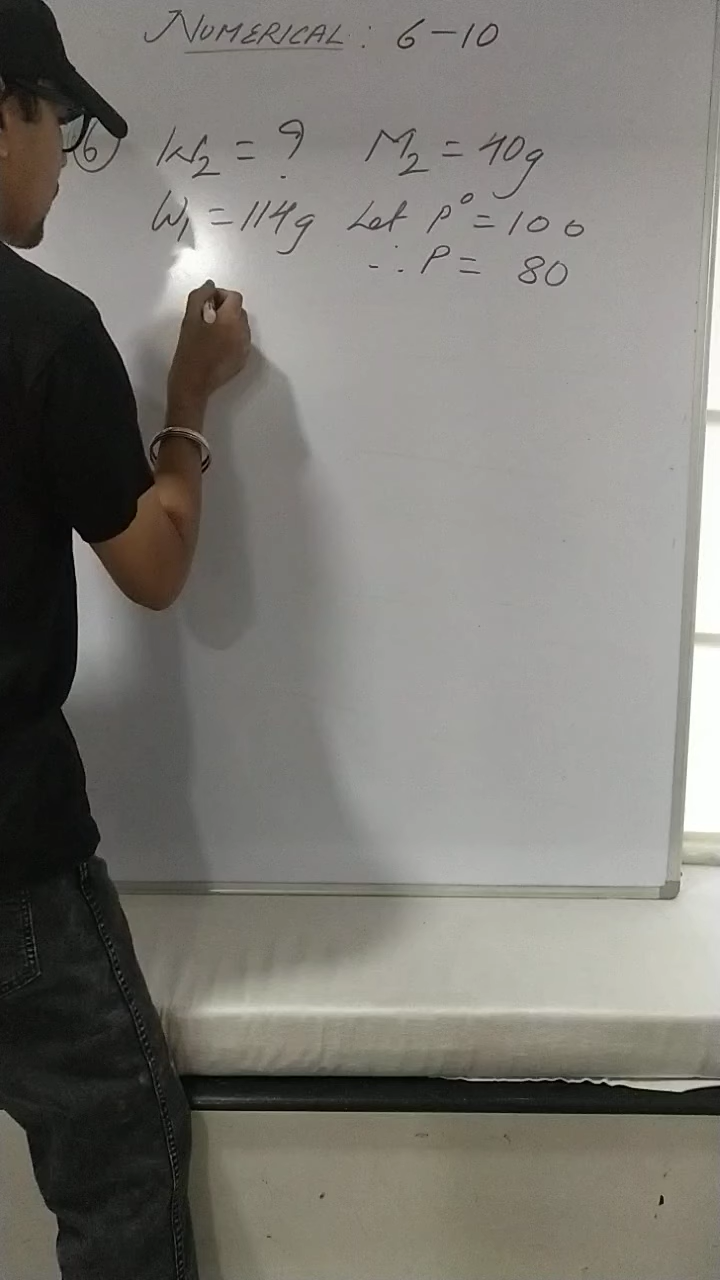 NUMERICAL: 6-10
6 W₂ = ? M₂ = 40g
W₁ = 114g Let P° = 100
∴ P = 80